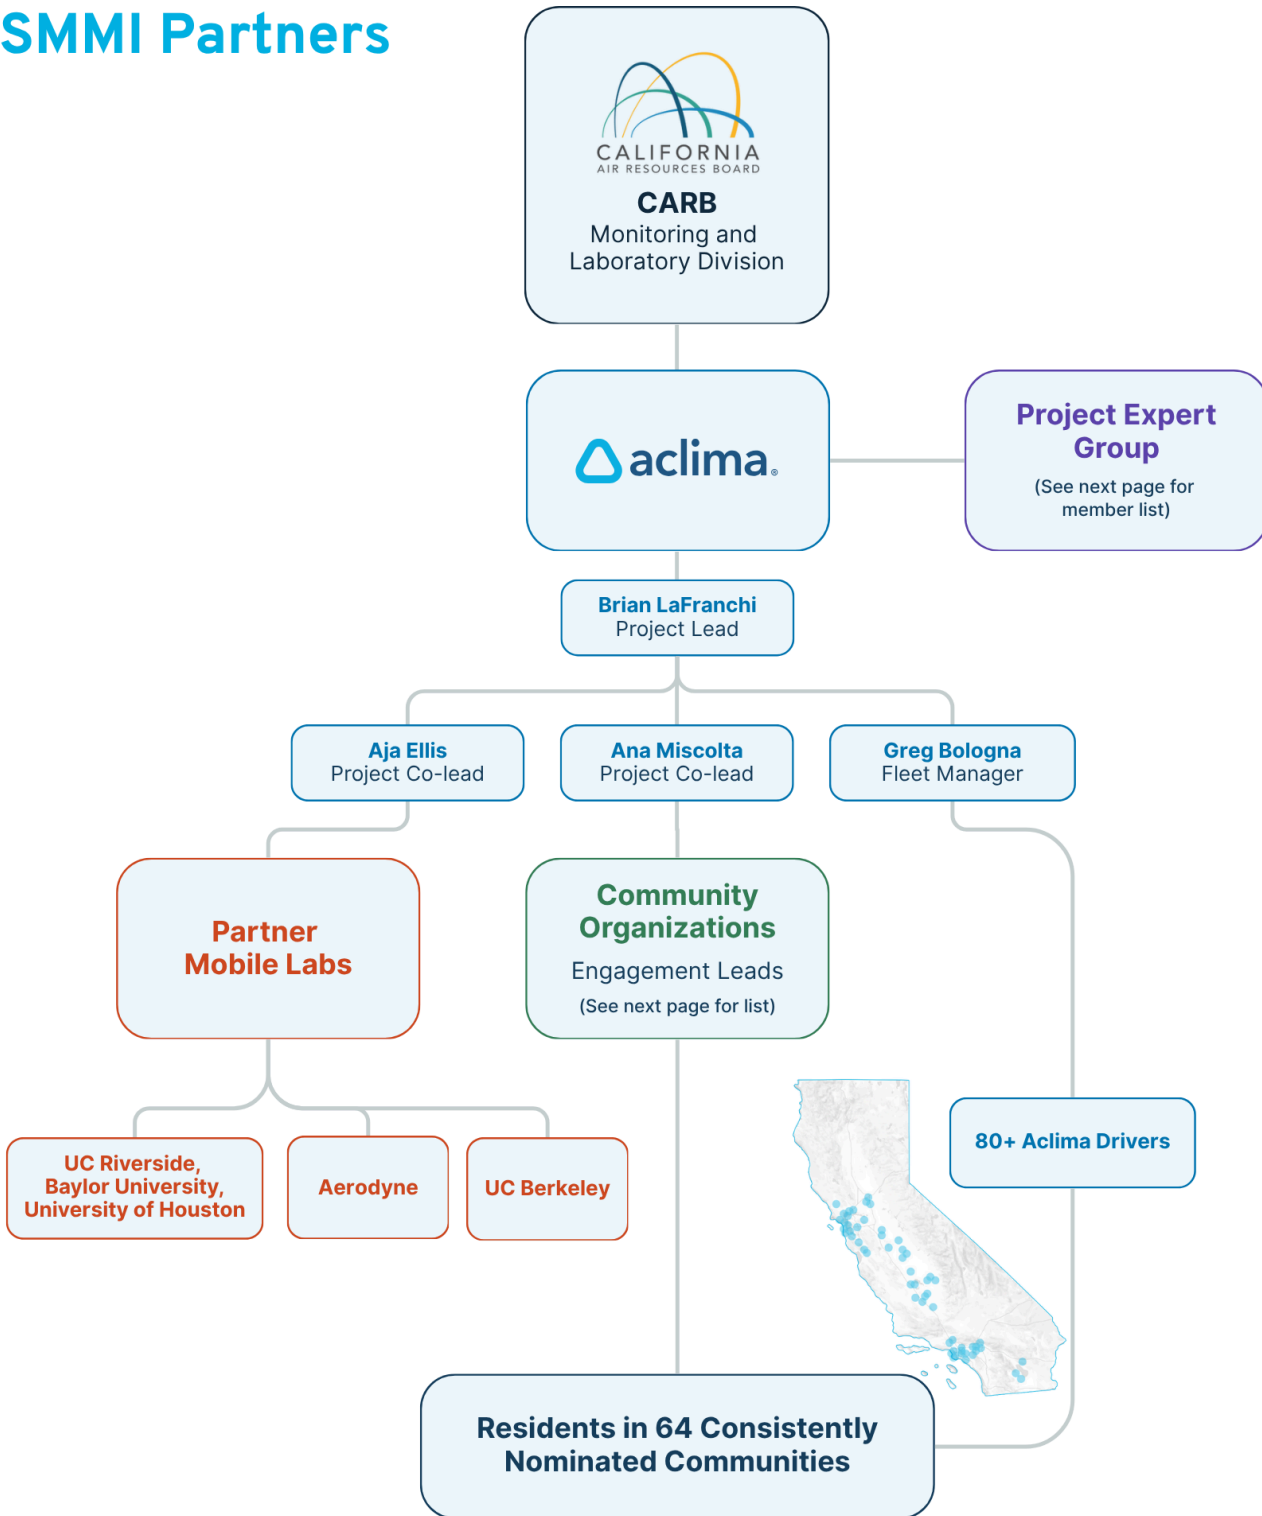 SMMI Partners
CALIFORNIA
AIR RESOURCES BOARD
CARB
Monitoring and
Laboratory Division
aclima®
Project Expert
Group
(See next page for
member list)
Brian LaFranchi
Project Lead
Aja Ellis
Project Co-lead
Ana Miscolta
Project Co-lead
Greg Bologna
Fleet Manager
Partner
Mobile Labs
Community
Organizations
Engagement Leads
(See next page for list)
UC Riverside,
Baylor University,
University of Houston
Aerodyne
UC Berkeley
80+ Aclima Drivers
Residents in 64 Consistently
Nominated Communities